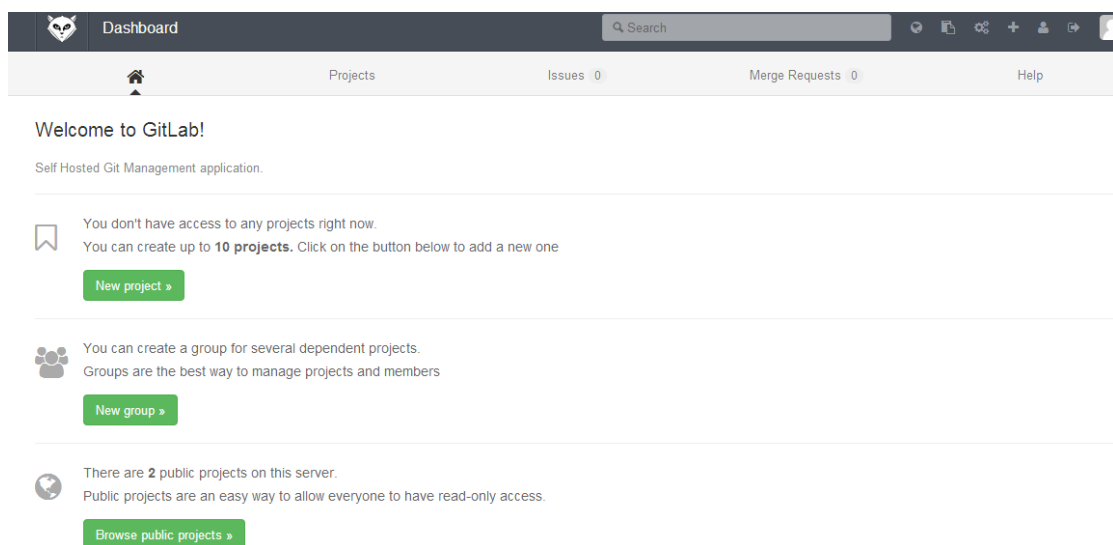 Dashboard
Search
Projects
Issues 0
Merge Requests 0
Help
Welcome to GitLab!
Self Hosted Git Management application.
You don't have access to any projects right now.
You can create up to 10 projects. Click on the button below to add a new one
New project »
You can create a group for several dependent projects.
Groups are the best way to manage projects and members
New group »
There are 2 public projects on this server.
Public projects are an easy way to allow everyone to have read-only access.
Browse public projects »